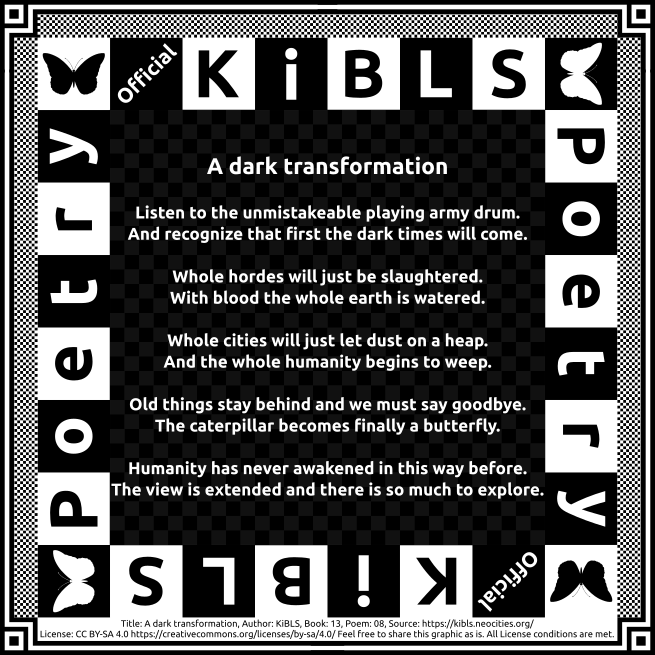 Official KiBLS
Poetry
Poetry
A dark transformation
Listen to the unmistakeable playing army drum.
And recognize that first the dark times will come.
Whole hordes will just be slaughtered.
With blood the whole earth is watered.
Whole cities will just let dust on a heap.
And the whole humanity begins to weep.
Old things stay behind and we must say goodbye.
The caterpillar becomes finally a butterfly.
Humanity has never awakened in this way before.
The view is extended and there is so much to explore.
Official KiBLS
Title: A dark transformation, Author: KiBLS, Book: 13, Poem: 08, Source: https://kibls.neocities.org/
License: CC BY-SA 4.0 https://creativecommons.org/licenses/by-sa/4.0/ Feel free to share this graphic as is. All License conditions are met.